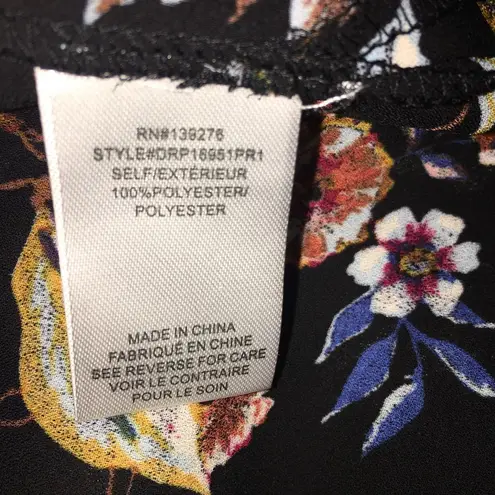 RN#139276
STYLE#DRP16951PR1
SELF/EXTÉRIEUR
100%POLYESTER/
POLYESTER
MADE IN CHINA
FABRIQUÉ EN CHINE
SEE REVERSE FOR CARE
VOIR LE CONTRAIRE
POUR LE SOIN